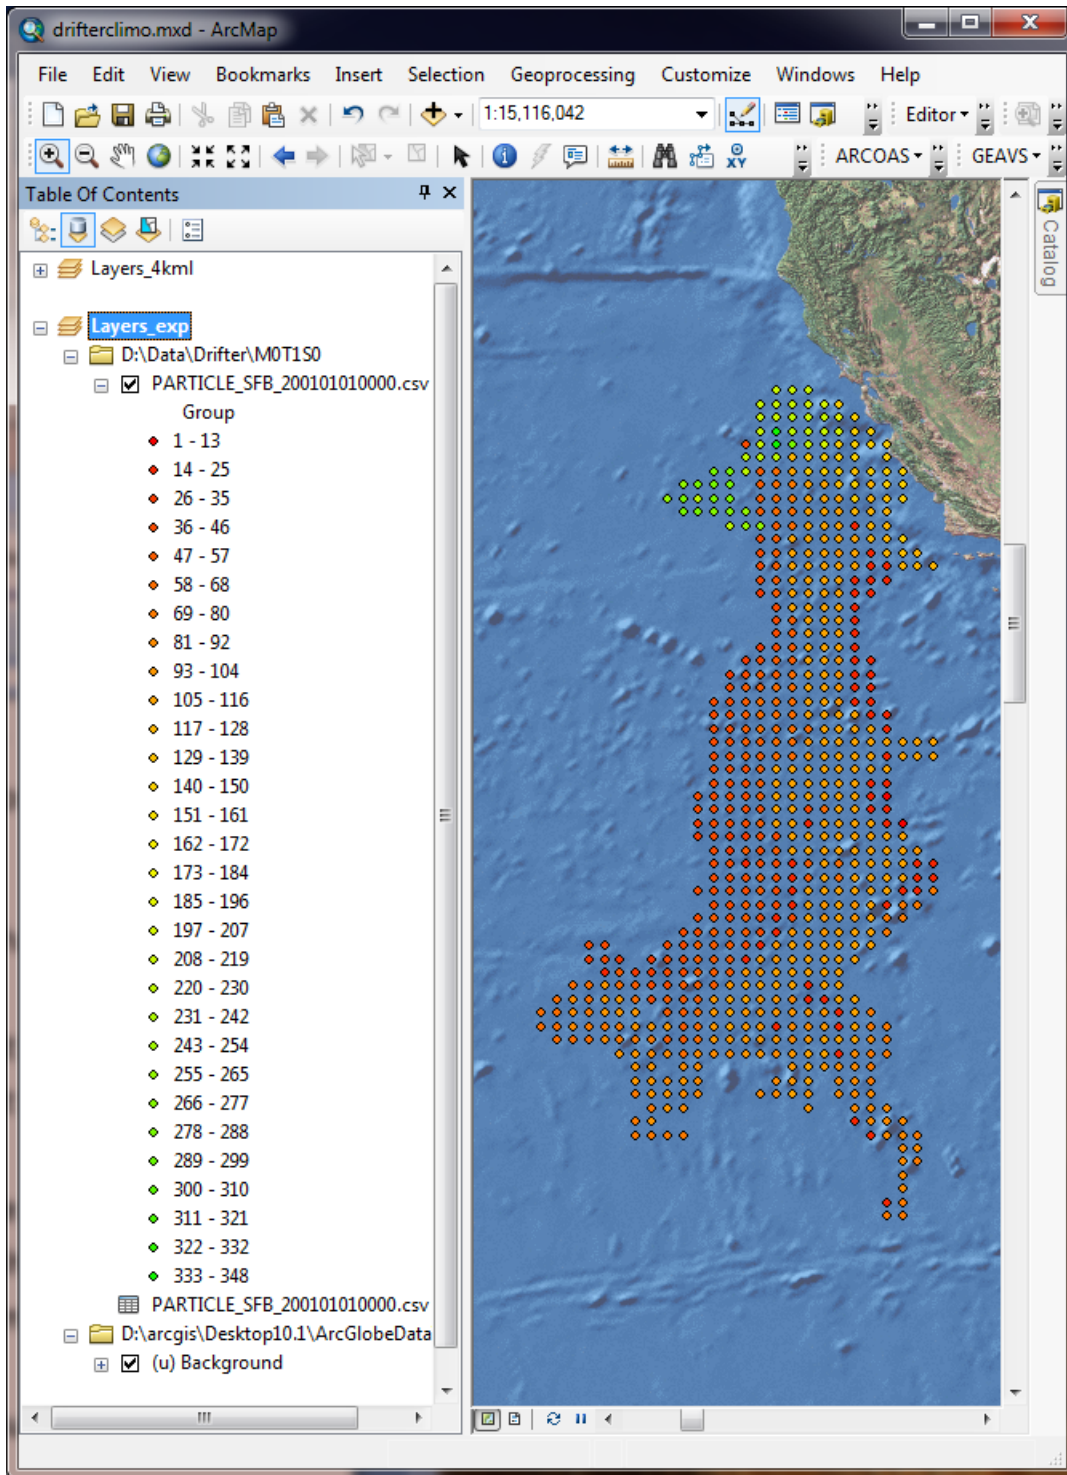 drifterclimo.mxd - ArcMap
File Edit View Bookmarks Insert Selection Geoprocessing Customize Windows Help
1:15,116,042 Editor
XY ARCOAS GEAVS
Table Of Contents
Catalog
Layers_4kml
Layers_exp
D:\Data\Drifter\M0T1S0
PARTICLE_SFB_200101010000.csv
Group
1 - 13
14 - 25
26 - 35
36 - 46
47 - 57
58 - 68
69 - 80
81 - 92
93 - 104
105 - 116
117 - 128
129 - 139
140 - 150
151 - 161
162 - 172
173 - 184
185 - 196
197 - 207
208 - 219
220 - 230
231 - 242
243 - 254
255 - 265
266 - 277
278 - 288
289 - 299
300 - 310
311 - 321
322 - 332
333 - 348
PARTICLE_SFB_200101010000.csv
D:\arcgis\Desktop10.1\ArcGlobeData
(u) Background